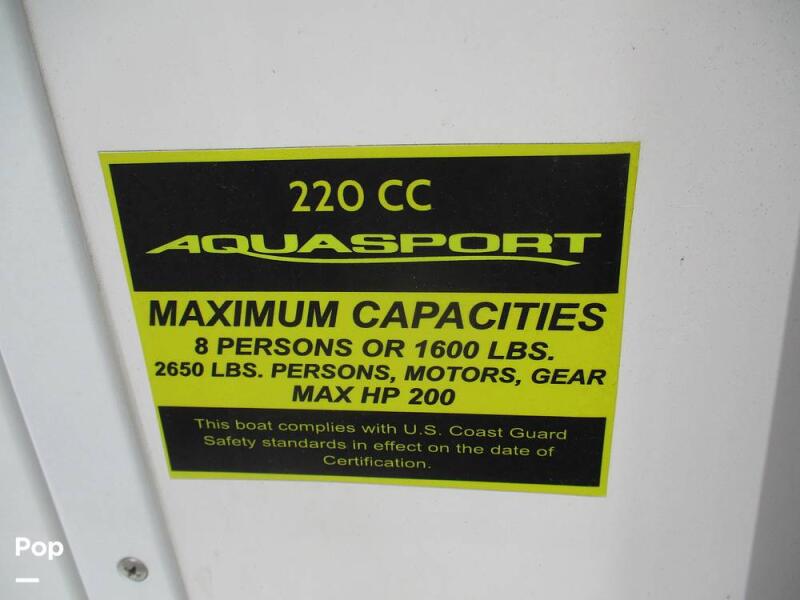 220 CC
AQUASPORT
MAXIMUM CAPACITIES
8 PERSONS OR 1600 LBS.
2650 LBS. PERSONS, MOTORS, GEAR
MAX HP 200
This boat complies with U.S. Coast Guard
Safety standards in effect on the date of
Certification.
Pop